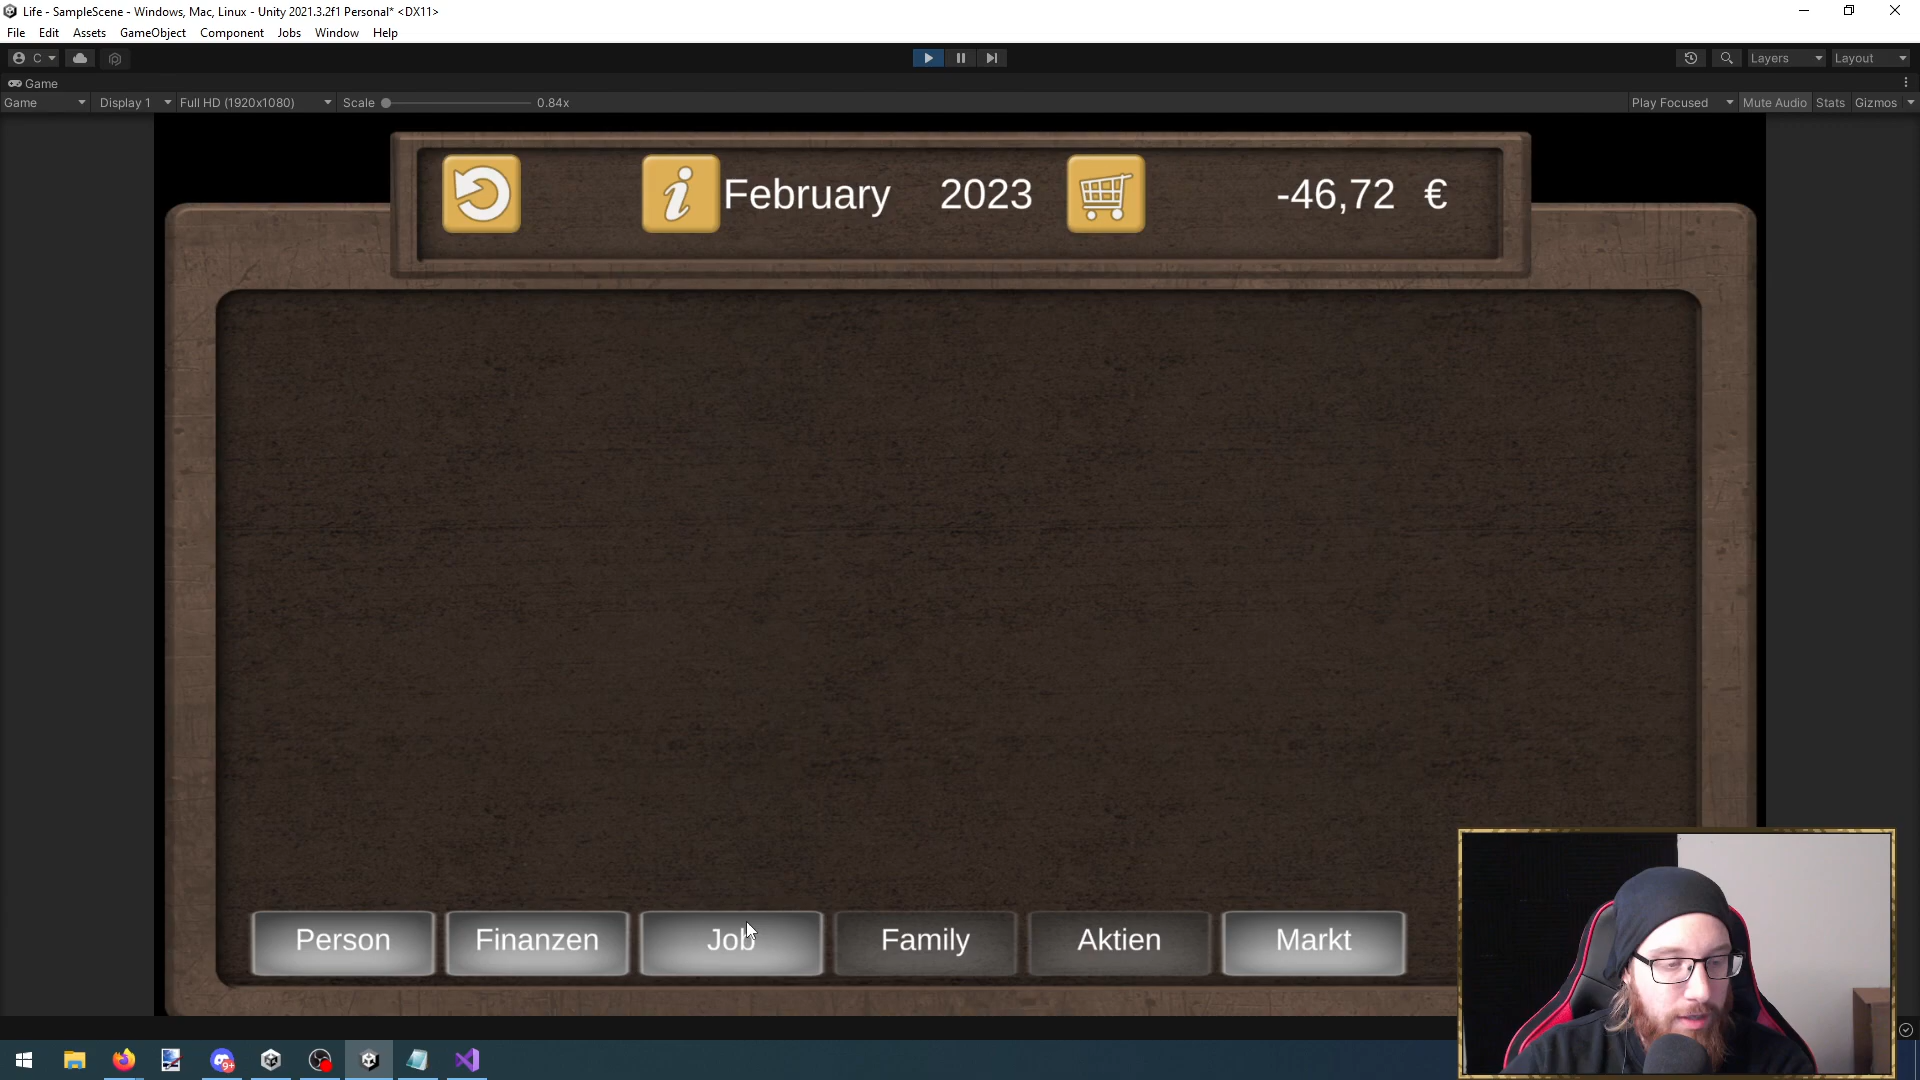 Life - SampleScene - Windows, Mac, Linux - Unity 2021.3.2f1 Personal* <DX11>
File Edit Assets GameObject Component Jobs Window Help
C Layers Layout
Game
Game Display 1 Full HD (1920x1080) Scale 0.84x Play Focused Mute Audio Stats Gizmos
i February 2023 -46,72 €
Person Finanzen Job Family Aktien Markt
9+